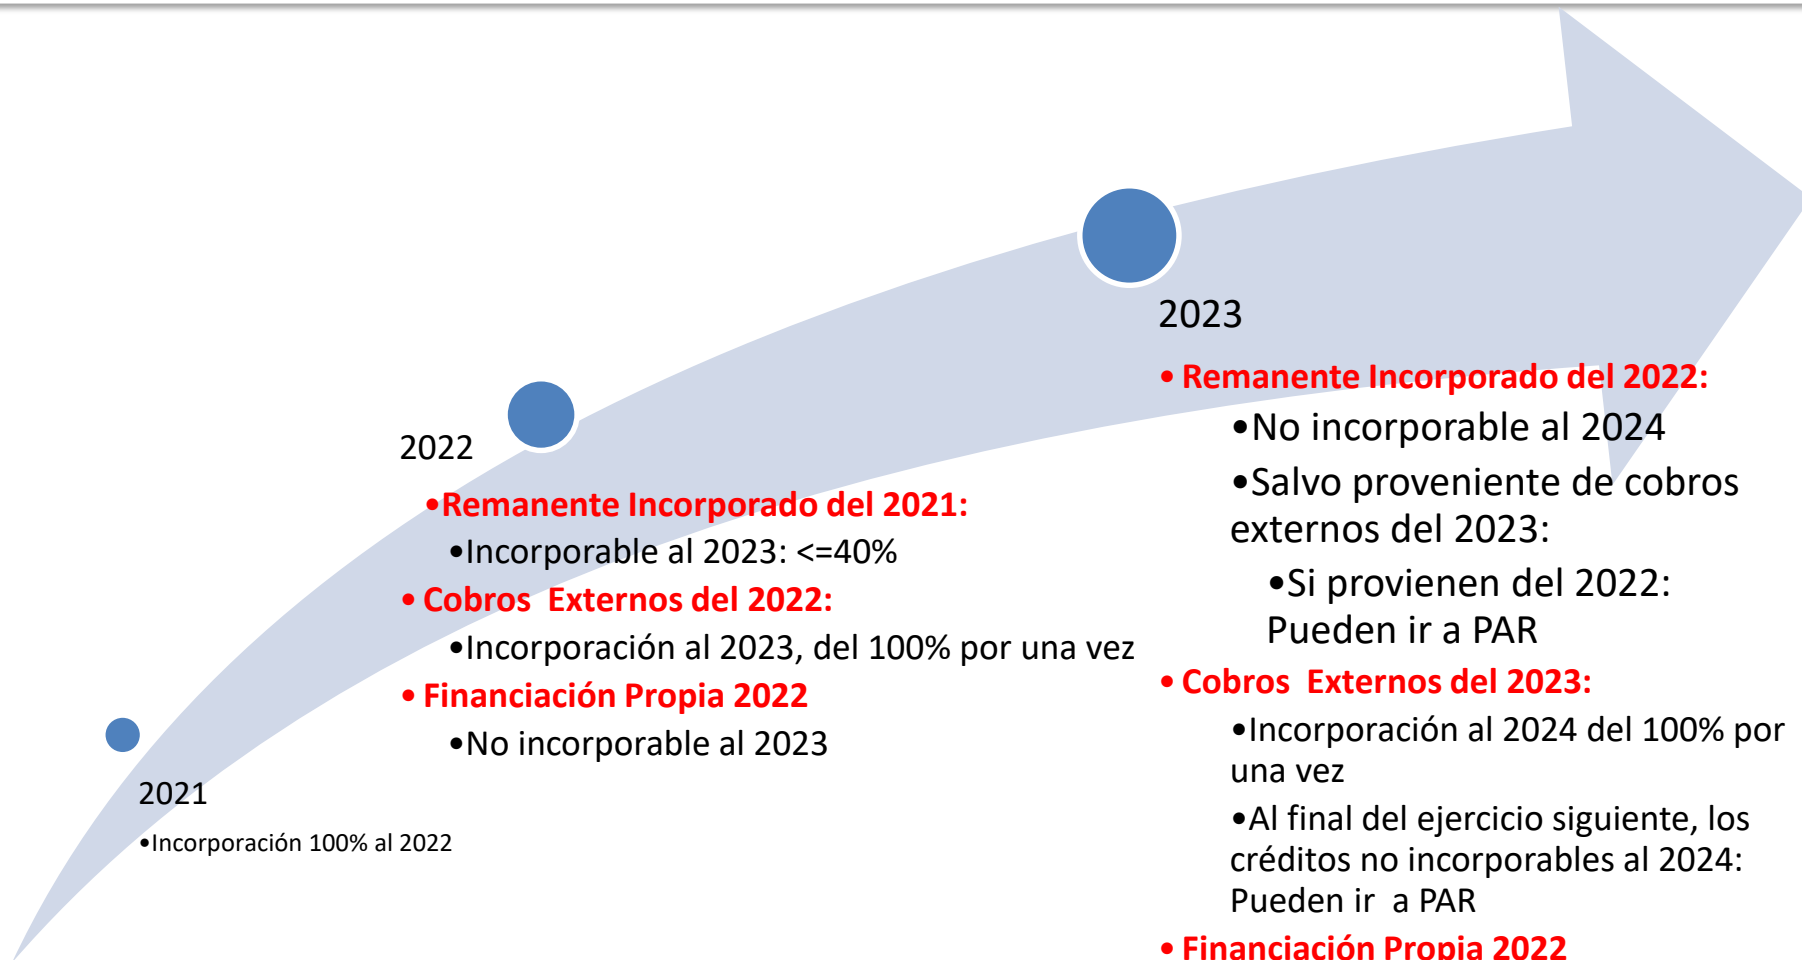 2021
•Incorporación 100% al 2022
2022
•Remanente Incorporado del 2021:
•Incorporable al 2023: <=40%
•Cobros  Externos del 2022:
•Incorporación al 2023, del 100% por una vez
•Financiación Propia 2022
•No incorporable al 2023
2023
•Remanente Incorporado del 2022:
•No incorporable al 2024
•Salvo proveniente de cobros
externos del 2023:
•Si provienen del 2022:
Pueden ir a PAR
•Cobros  Externos del 2023:
•Incorporación al 2024 del 100% por
una vez
•Al final del ejercicio siguiente, los
créditos no incorporables al 2024:
Pueden ir  a PAR
•Financiación Propia 2022